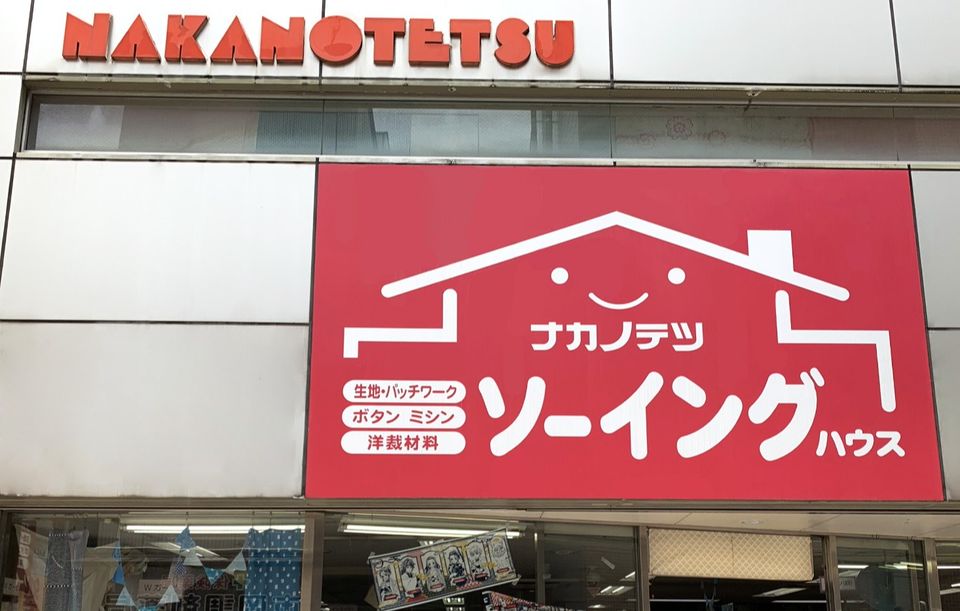 NAKANOTETSU
ナカノテツ
生地・パッチワーク
ボタン ミシン
洋裁材料
ソーイング
ハウス